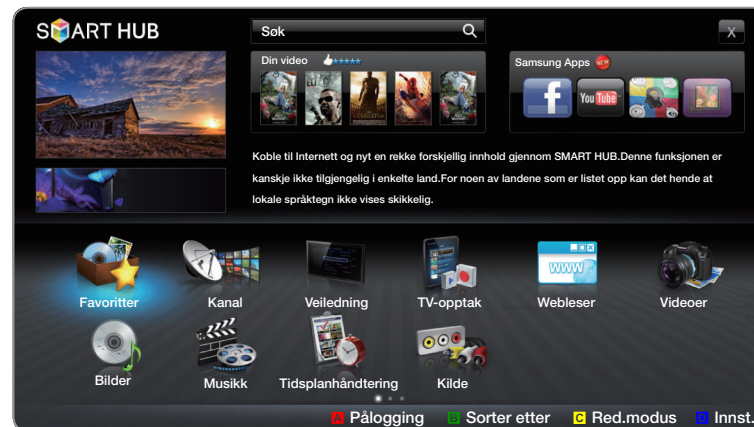 SMART HUB
Søk
X
Din video
Samsung Apps NEW
You Tube
Koble til Internett og nyt en rekke forskjellig innhold gjennom SMART HUB.Denne funksjonen er
kanskje ikke tilgjengelig i enkelte land.For noen av landene som er listet opp kan det hende at
lokale språktegn ikke vises skikkelig.
WWW
Favoritter
Kanal
Veiledning
TV-opptak
Webleser
Videoer
Bilder
Musikk
Tidsplanhåndtering
Kilde
A Pålogging B Sorter etter C Red.modus D Innst.